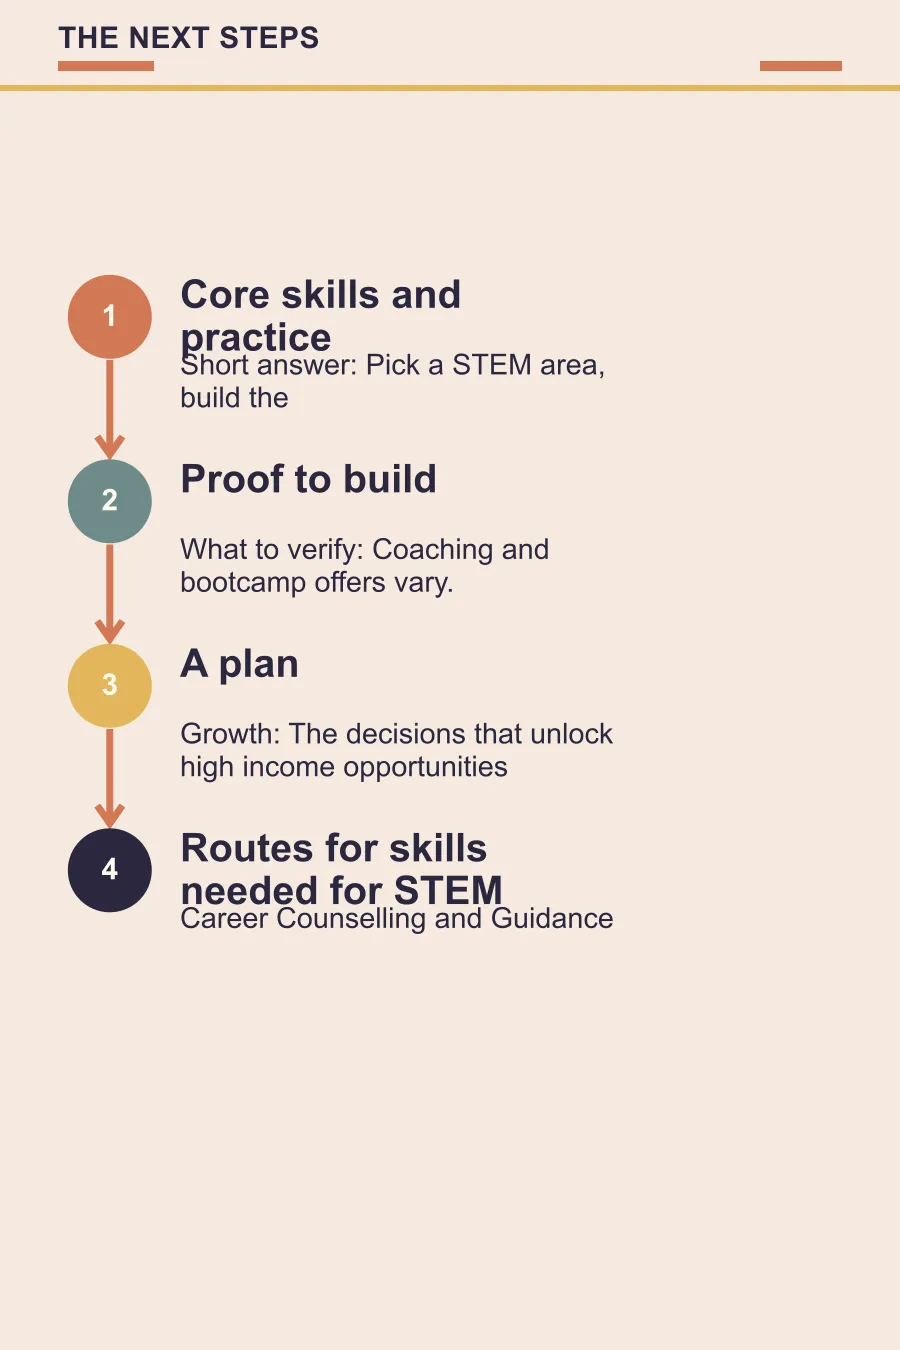 THE NEXT STEPS
1
Core skills and
practice
Short answer: Pick a STEM area,
build the
2
Proof to build
What to verify: Coaching and
bootcamp offers vary.
3
A plan
Growth: The decisions that unlock
high income opportunities
4
Routes for skills
needed for STEM
Career Counselling and Guidance